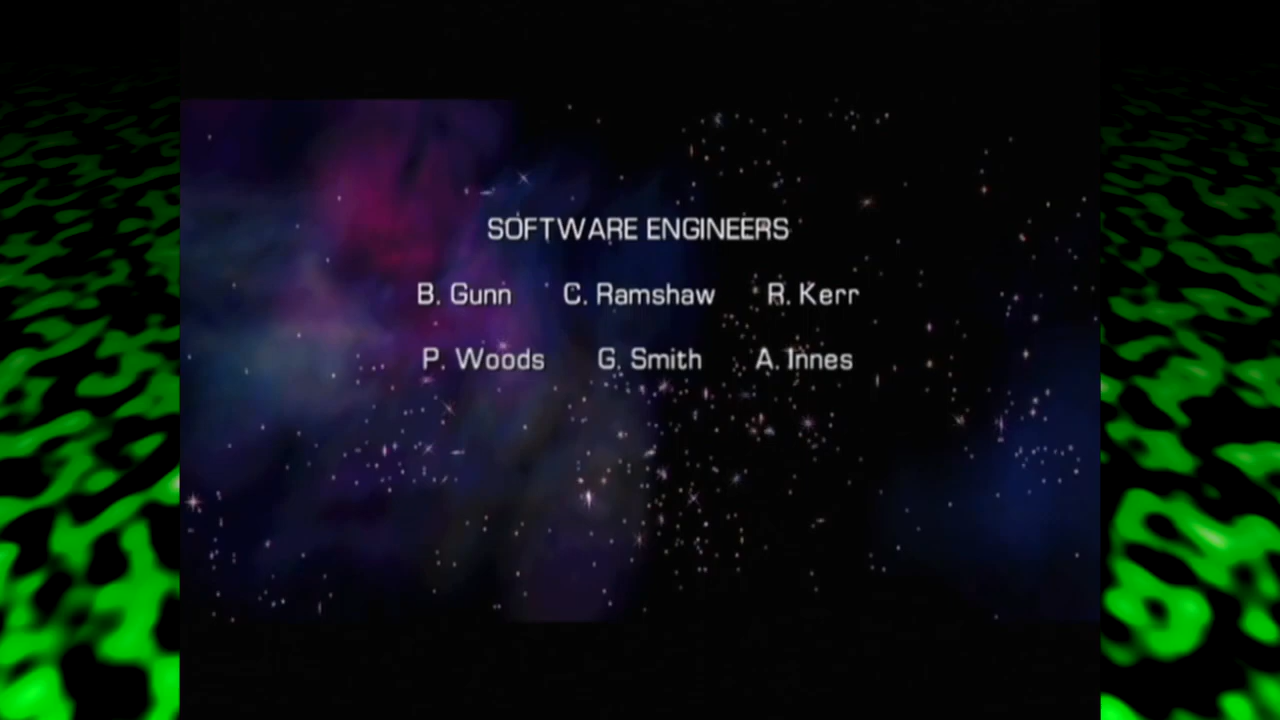 SOFTWARE ENGINEERS
B. Gunn C. Ramshaw R. Kerr
P. Woods G. Smith A. Innes